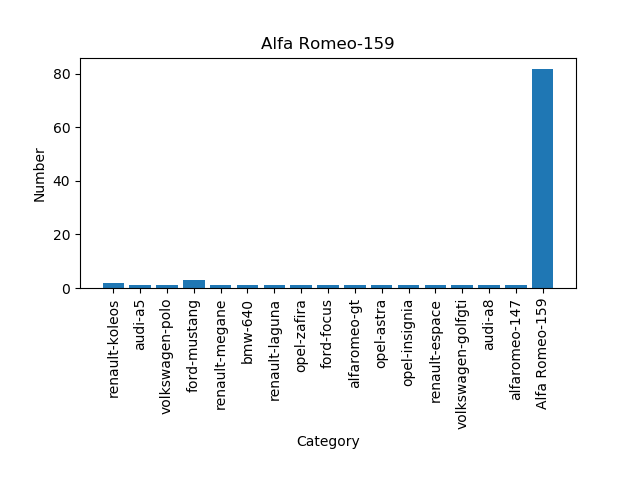 Alfa Romeo-159
Number
80
60
40
20
0
renault-koleos
audi-a5
volkswagen-polo
ford-mustang
renault-megane
bmw-640
renault-laguna
opel-zafira
ford-focus
alfaromeo-gt
opel-astra
opel-insignia
renault-espace
volkswagen-golfgti
audi-a8
alfaromeo-147
Alfa Romeo-159
Category